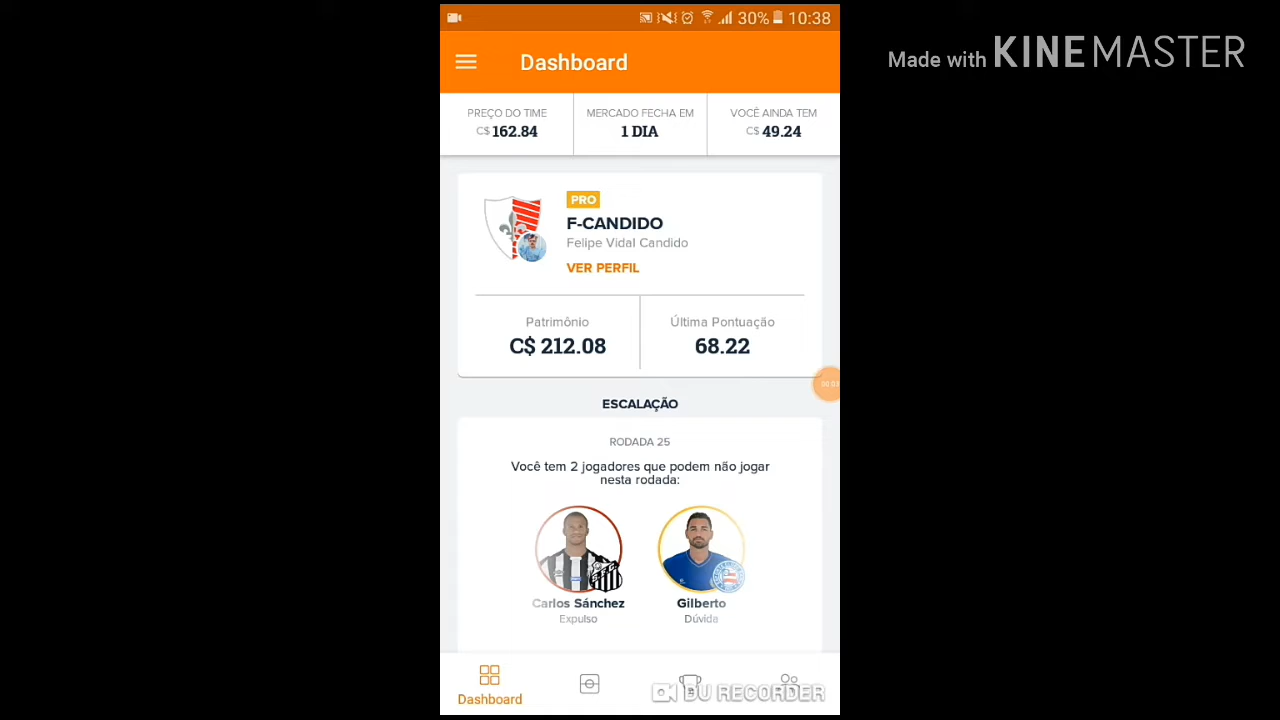 30% 10:38
Made with KINEMASTER
Dashboard
PREÇO DO TIME
C$ 162.84
MERCADO FECHA EM
1 DIA
VOCÊ AINDA TEM
C$ 49.24
PRO
F-CANDIDO
Felipe Vidal Candido
VER PERFIL
Patrimônio
C$ 212.08
Última Pontuação
68.22
ESCALAÇÃO
RODADA 25
Você tem 2 jogadores que podem não jogar
nesta rodada:
Carlos Sánchez
Expulso
Gilberto
Dúvida
Dashboard
DU RECORDER